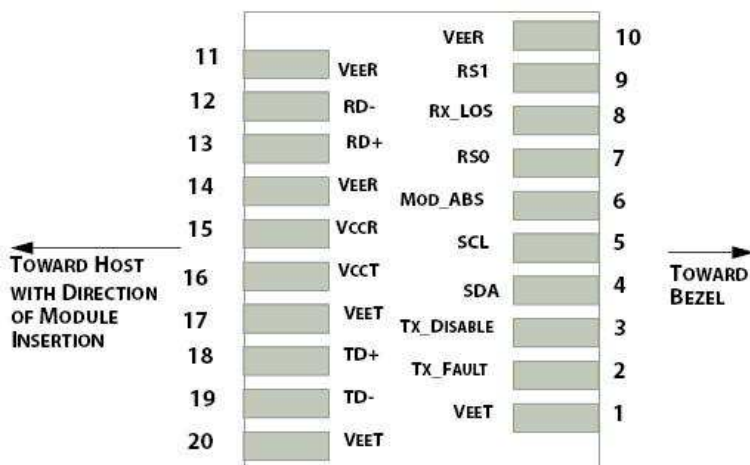 11 VEER
12 RD-
13 RD+
14 VEER
15 VCCR
16 VCCT
17 VEET
18 TD+
19 TD-
20 VEET
VEER 10
RS1 9
RX_LOS 8
RS0 7
MOD_ABS 6
SCL 5
SDA 4
TX_DISABLE 3
TX_FAULT 2
VEET 1
TOWARD HOST
WITH DIRECTION
OF MODULE
INSERTION
TOWARD
BEZEL